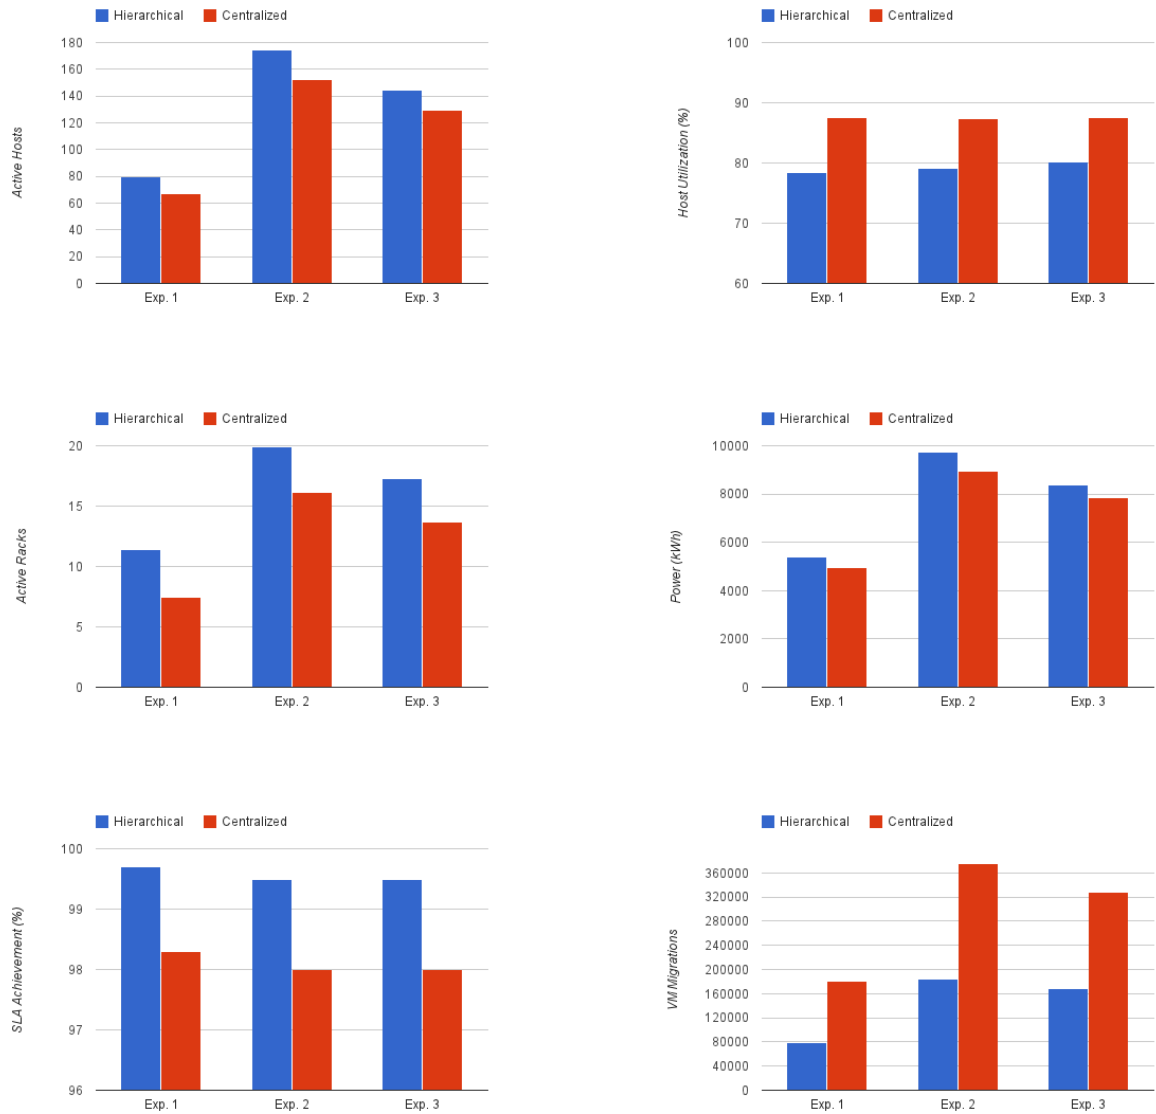 Hierarchical Centralized
180
160
140
120
100
80
60
40
20
0
Active Hosts
Exp. 1 Exp. 2 Exp. 3
Hierarchical Centralized
100
90
80
70
60
Host Utilization (%)
Exp. 1 Exp. 2 Exp. 3
Hierarchical Centralized
20
15
10
5
0
Active Racks
Exp. 1 Exp. 2 Exp. 3
Hierarchical Centralized
10000
8000
6000
4000
2000
0
Power (kWh)
Exp. 1 Exp. 2 Exp. 3
Hierarchical Centralized
100
99
98
97
96
SLA Achievement (%)
Exp. 1 Exp. 2 Exp. 3
Hierarchical Centralized
360000
320000
280000
240000
200000
160000
120000
80000
40000
0
VM Migrations
Exp. 1 Exp. 2 Exp. 3